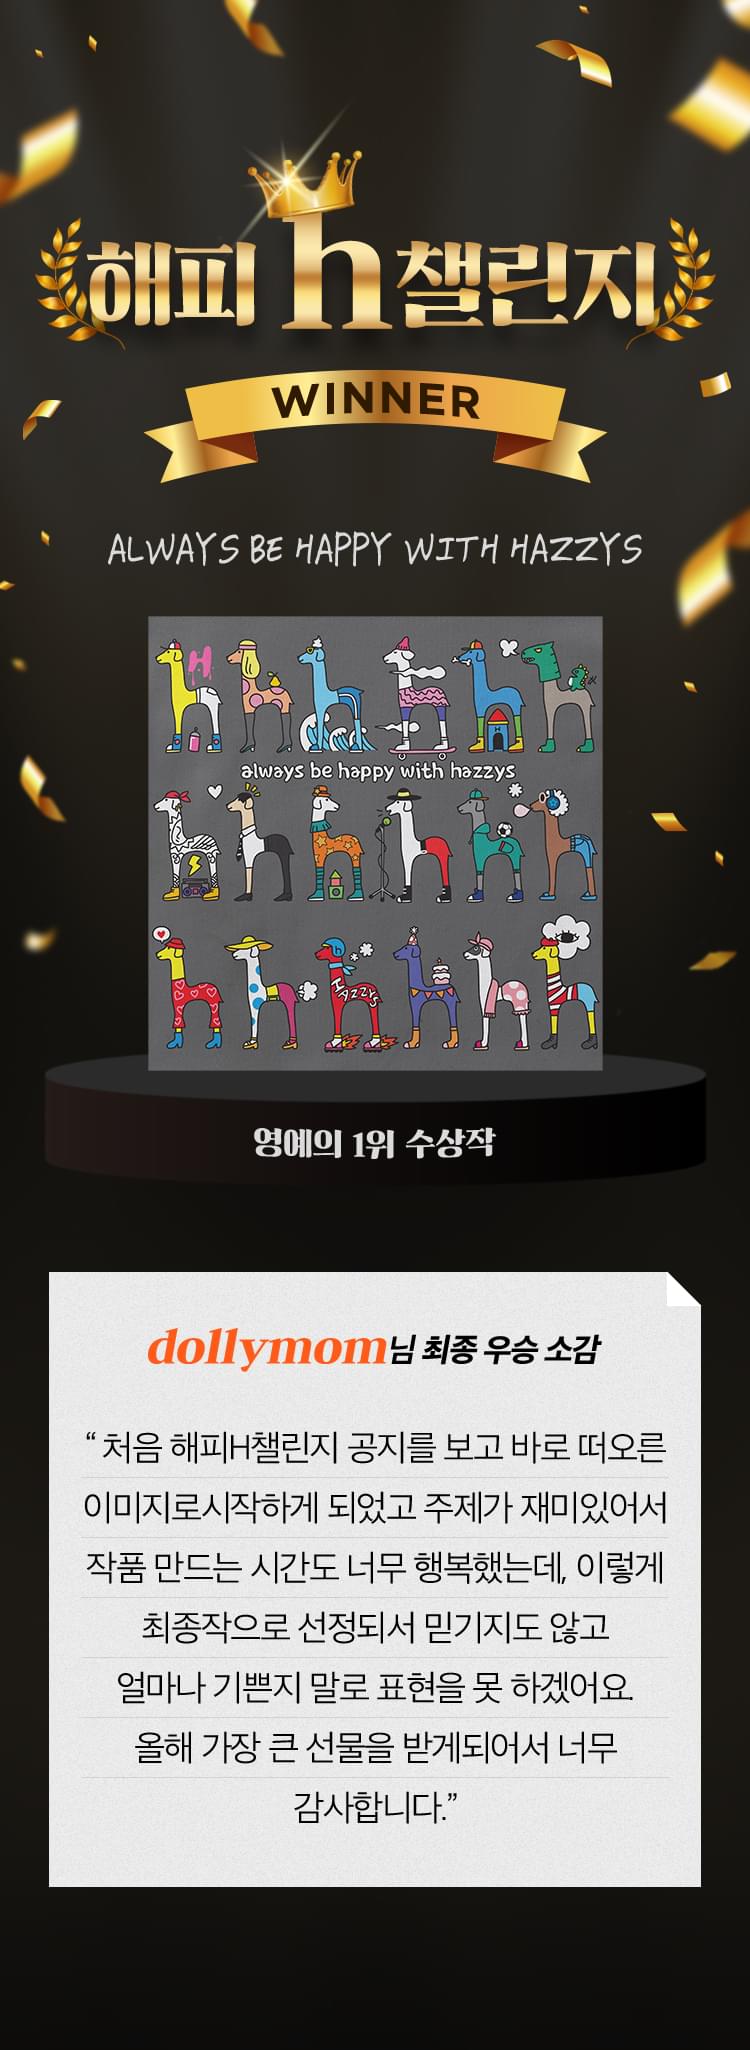 해피 h 챌린지
WINNER
ALWAYS BE HAPPY WITH HAZZYS
H
always be happy with hazzys
h
HAZZYS
영예의 1위 수상작
dollymom님 최종 우승 소감
“ 처음 해피H챌린지 공지를 보고 바로 떠오른
이미지로시작하게 되었고 주제가 재미있어서
작품 만드는 시간도 너무 행복했는데, 이렇게
최종작으로 선정되서 믿기지도 않고
얼마나 기쁜지 말로 표현을 못 하겠어요.
올해 가장 큰 선물을 받게되어서 너무
감사합니다.”